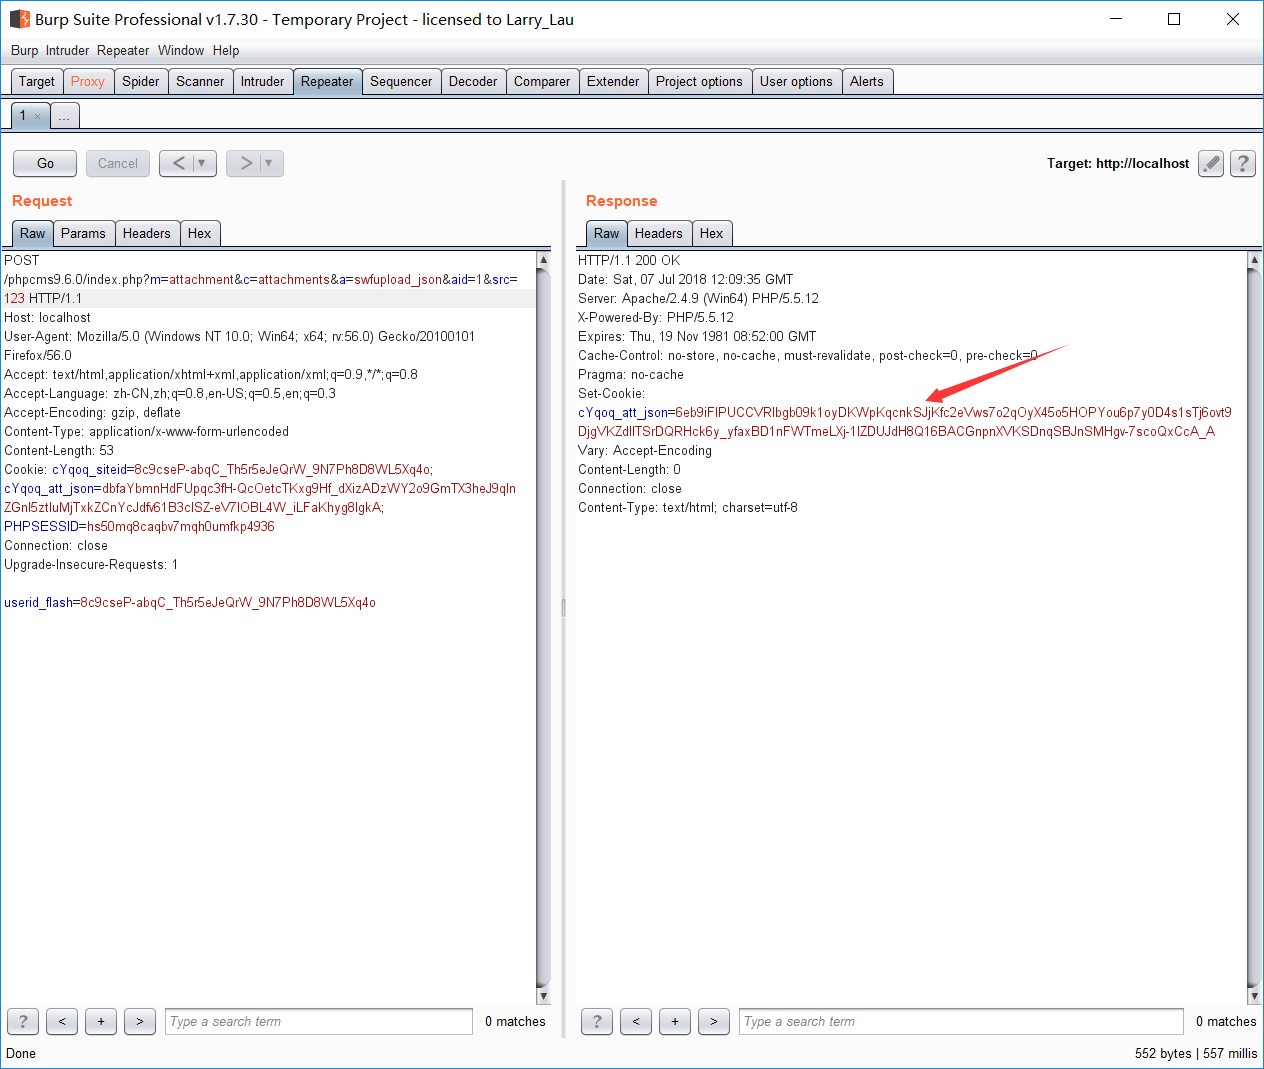 Burp Suite Professional v1.7.30 - Temporary Project - licensed to Larry_Lau
Burp Intruder Repeater Window Help
Target Proxy Spider Scanner Intruder Repeater Sequencer Decoder Comparer Extender Project options User options Alerts
1 × ...
Go Cancel < ▼ > ▼ Target: http://localhost ?
Request
Raw Params Headers Hex
POST
/phpcms9.6.0/index.php?m=attachment&c=attachments&a=swfupload_json&aid=1&src=
123 HTTP/1.1
Host: localhost
User-Agent: Mozilla/5.0 (Windows NT 10.0; Win64; x64; rv:56.0) Gecko/20100101
Firefox/56.0
Accept: text/html,application/xhtml+xml,application/xml;q=0.9,*/*;q=0.8
Accept-Language: zh-CN,zh;q=0.8,en-US;q=0.5,en;q=0.3
Accept-Encoding: gzip, deflate
Content-Type: application/x-www-form-urlencoded
Content-Length: 53
Cookie: cYqoq_siteid=8c9cseP-abqC_Th5r5eJeQrW_9N7Ph8D8WL5Xq4o;
cYqoq_att_json=dbfaYbmnHdFUpqc3fH-QcOetcTKxg9Hf_dXizADzWY2o9GmTX3heJ9qIn
ZGnI5ztIuMjTxkZCnYcJdfv61B3cISZ-eV7IOBL4W_iLFaKhyg8IgkA;
PHPSESSID=hs50mq8caqbv7mqh0umfkp4936
Connection: close
Upgrade-Insecure-Requests: 1
userid_flash=8c9cseP-abqC_Th5r5eJeQrW_9N7Ph8D8WL5Xq4o
? < + > Type a search term 0 matches
Response
Raw Headers Hex
HTTP/1.1 200 OK
Date: Sat, 07 Jul 2018 12:09:35 GMT
Server: Apache/2.4.9 (Win64) PHP/5.5.12
X-Powered-By: PHP/5.5.12
Expires: Thu, 19 Nov 1981 08:52:00 GMT
Cache-Control: no-store, no-cache, must-revalidate, post-check=0, pre-check=0
Pragma: no-cache
Set-Cookie:
cYqoq_att_json=6eb9iFIPUCCVRIbgb09k1oyDKWpKqcnkSJjKfc2eVws7o2qOyX45o5HOPYou6p7y0D4s1sTj6ovt9
DjgVKZdIITSrDQRHck6y_yfaxBD1nFWTmeLXj-1IZDUJdH8Q16BACGnpnXVKSDnqSBJnSMHgv-7scoQxCcA_A
Vary: Accept-Encoding
Content-Length: 0
Connection: close
Content-Type: text/html; charset=utf-8
? < + > Type a search term 0 matches
Done 552 bytes | 557 millis